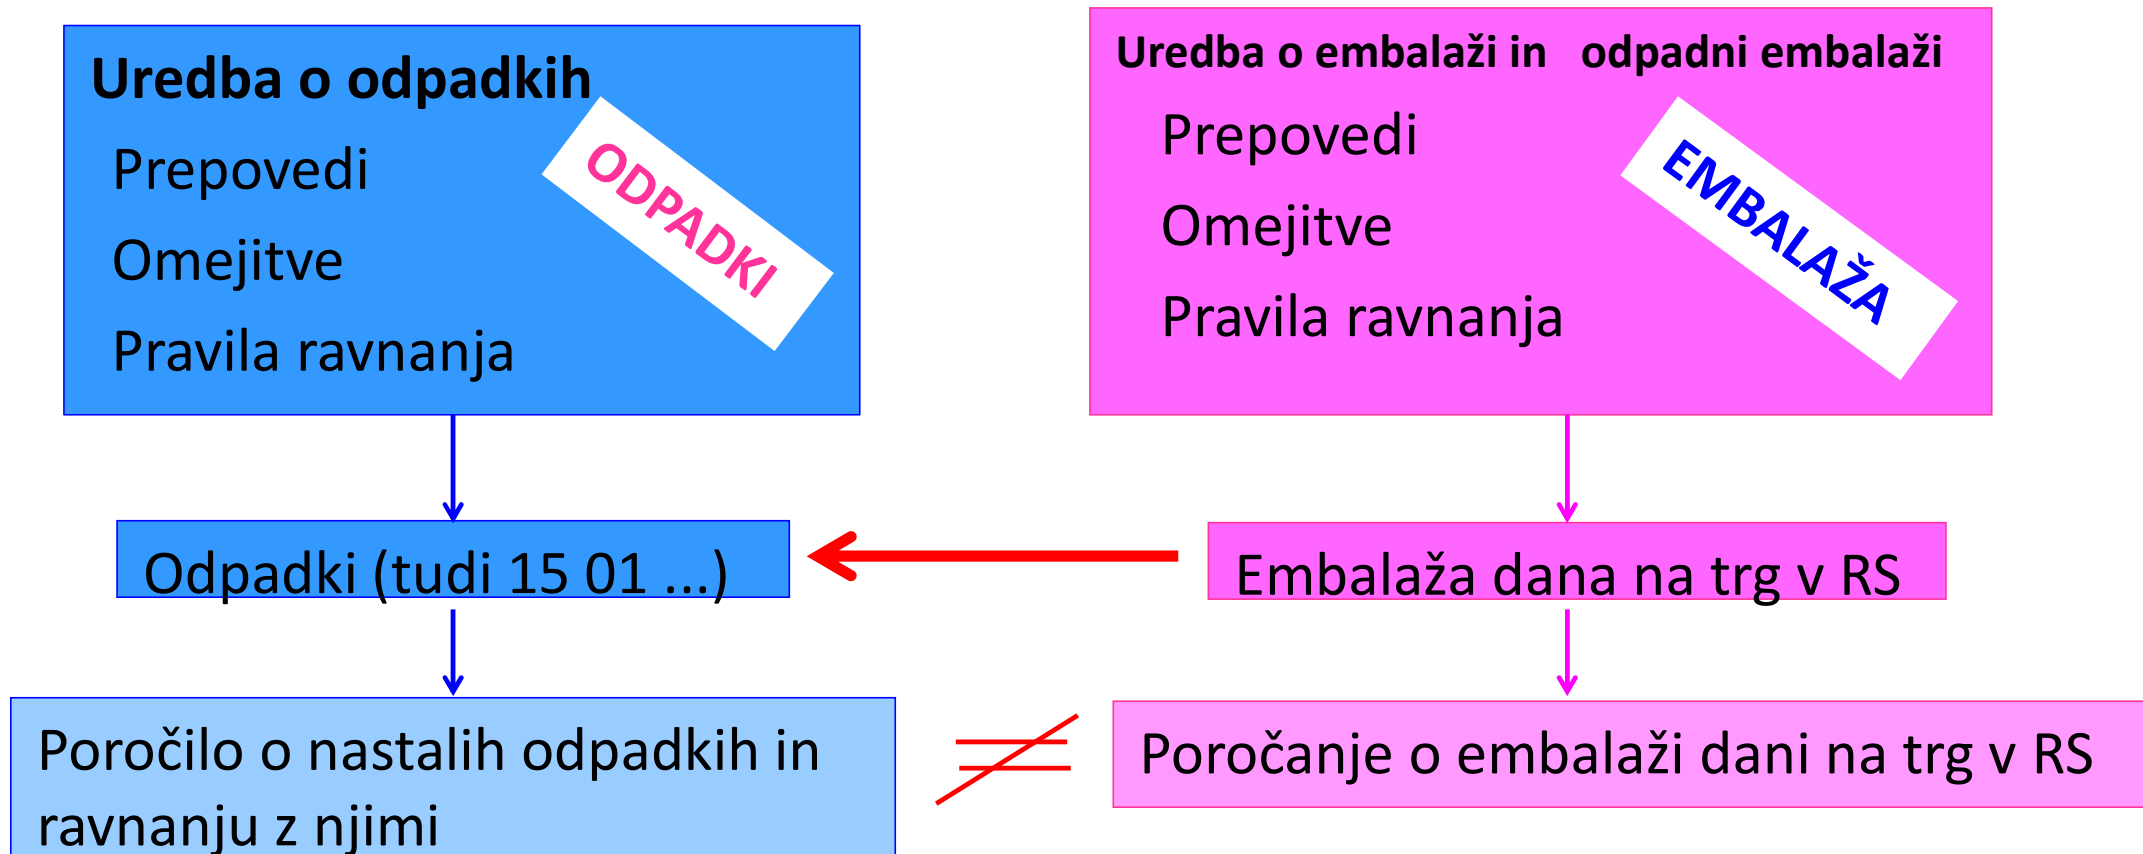 Uredba o odpadkih
Prepovedi
Omejitve
Pravila ravnanja
ODPADKI
Uredba o embalaži in   odpadni embalaži
Prepovedi
Omejitve
Pravila ravnanja
EMBALAŽA
Odpadki (tudi 15 01 ...)
Embalaža dana na trg v RS
Poročilo o nastalih odpadkih in
ravnanju z njimi
≠
Poročanje o embalaži dani na trg v RS